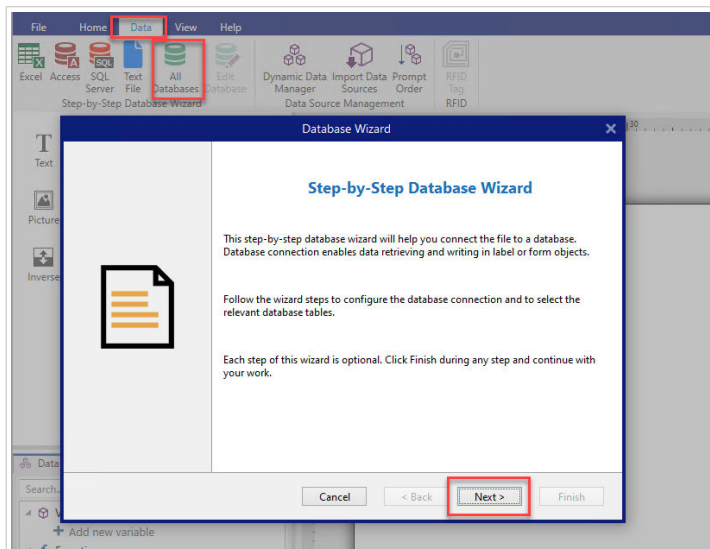 File Home Data View Help
Excel Access SQL Server Text File All Databases Edit Database Dynamic Data Manager Import Data Sources Prompt Order RFID Tag
Step-by-Step Database Wizard Data Source Management RFID
30
Database Wizard
Text
Picture
Inverse
Step-by-Step Database Wizard
This step-by-step database wizard will help you connect the file to a database.
Database connection enables data retrieving and writing in label or form objects.
Follow the wizard steps to configure the database connection and to select the
relevant database tables.
Each step of this wizard is optional. Click Finish during any step and continue with
your work.
Data
Search
Cancel < Back Next > Finish
Add new variable